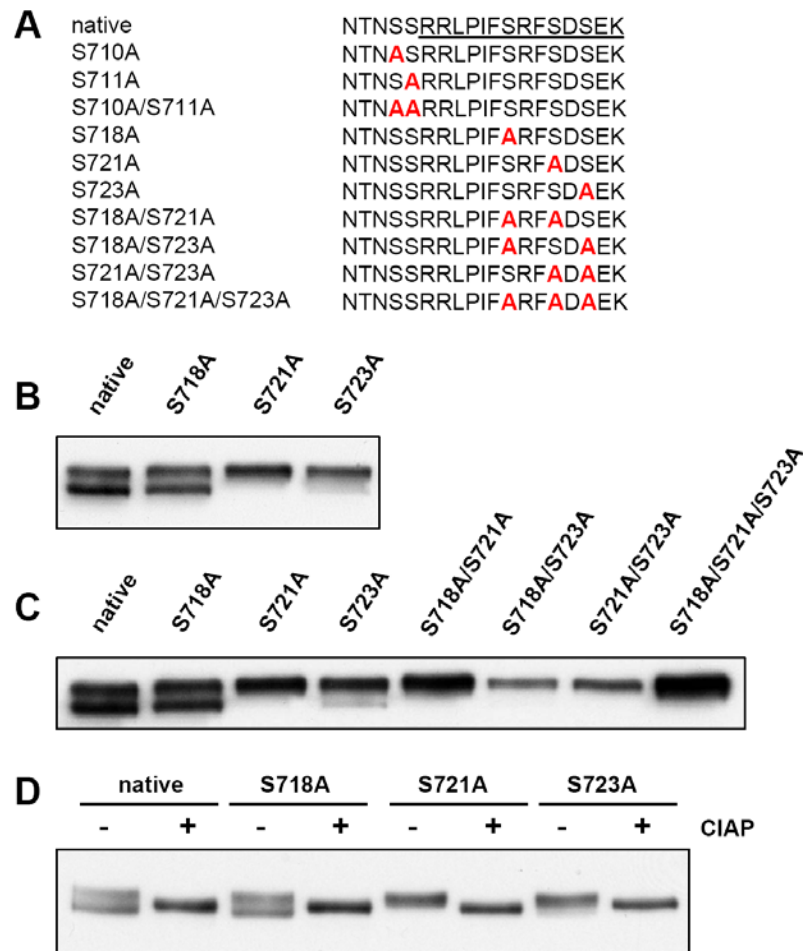 A
native NTNSSRRLPIFSRFSDSEK
S710A NTNSASRRLPIFSRFSDSEK
S711A NTNSARRLPIFSRFSDSEK
S710A/S711A NTNAARRLPIFSRFSDSEK
S718A NTNSSRRLPIFARFSDSEK
S721A NTNSSRRLPIFSRFADSEK
S723A NTNSSRRLPIFSRFSDAEK
S718A/S721A NTNSSRRLPIFARFADSEK
S718A/S723A NTNSSRRLPIFARFSDAEK
S721A/S723A NTNSSRRLPIFSRFADAEK
S718A/S721A/S723A NTNSSRRLPIFARFADAEK
B
native S718A S721A S723A
C
native S718A S721A S723A S718A/S721A S718A/S723A S721A/S723A S718A/S721A/S723A
D
native S718A S721A S723A
- + - + - + - + CIAP